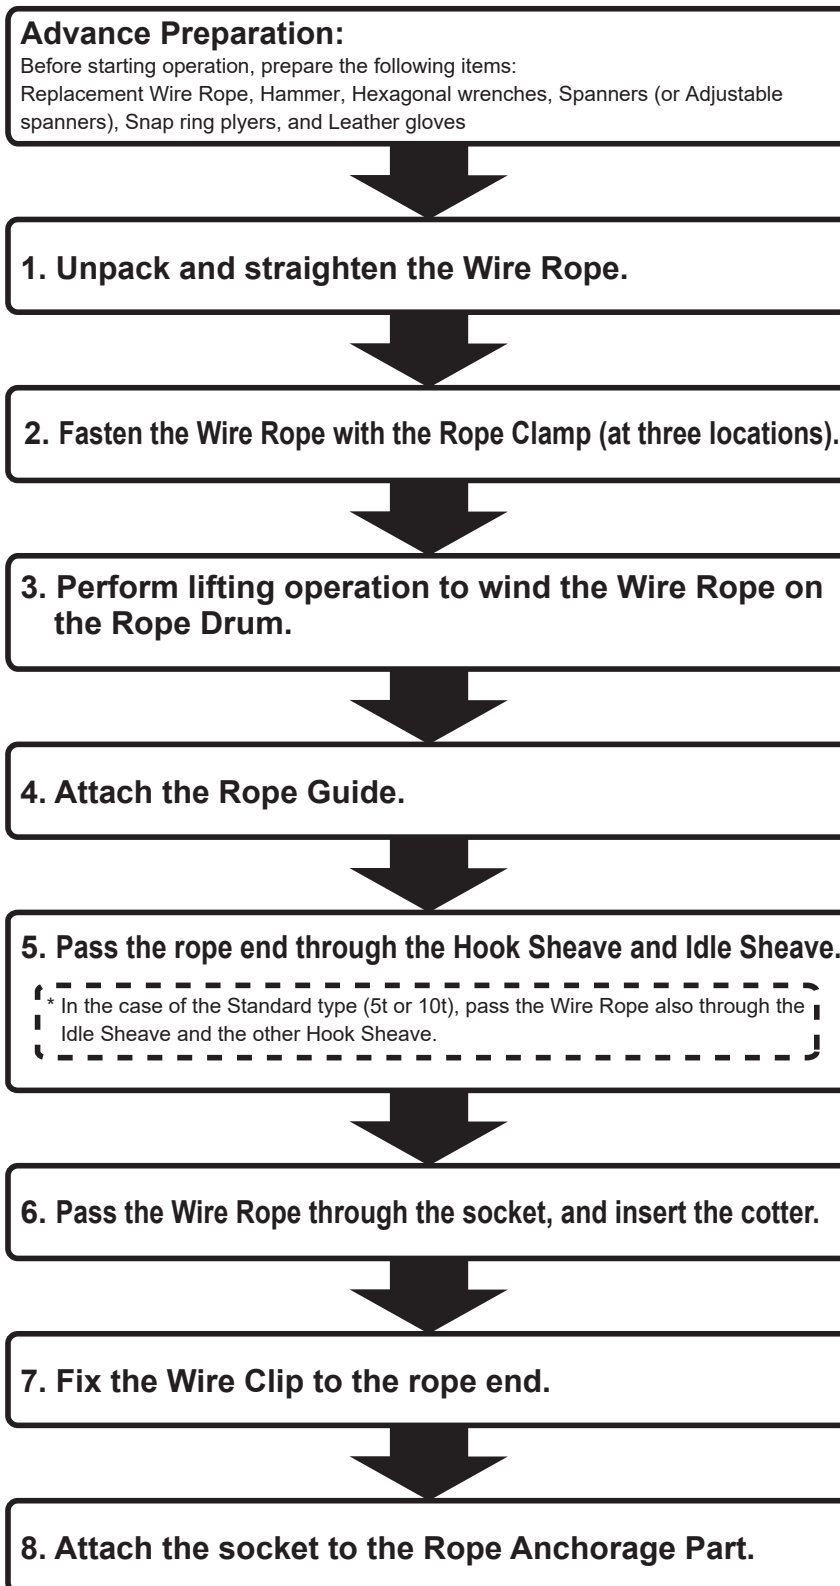 Advance Preparation:
Before starting operation, prepare the following items:
Replacement Wire Rope, Hammer, Hexagonal wrenches, Spanners (or Adjustable
spanners), Snap ring plyers, and Leather gloves
1. Unpack and straighten the Wire Rope.
2. Fasten the Wire Rope with the Rope Clamp (at three locations).
3. Perform lifting operation to wind the Wire Rope on
the Rope Drum.
4. Attach the Rope Guide.
5. Pass the rope end through the Hook Sheave and Idle Sheave.
* In the case of the Standard type (5t or 10t), pass the Wire Rope also through the
Idle Sheave and the other Hook Sheave.
6. Pass the Wire Rope through the socket, and insert the cotter.
7. Fix the Wire Clip to the rope end.
8. Attach the socket to the Rope Anchorage Part.